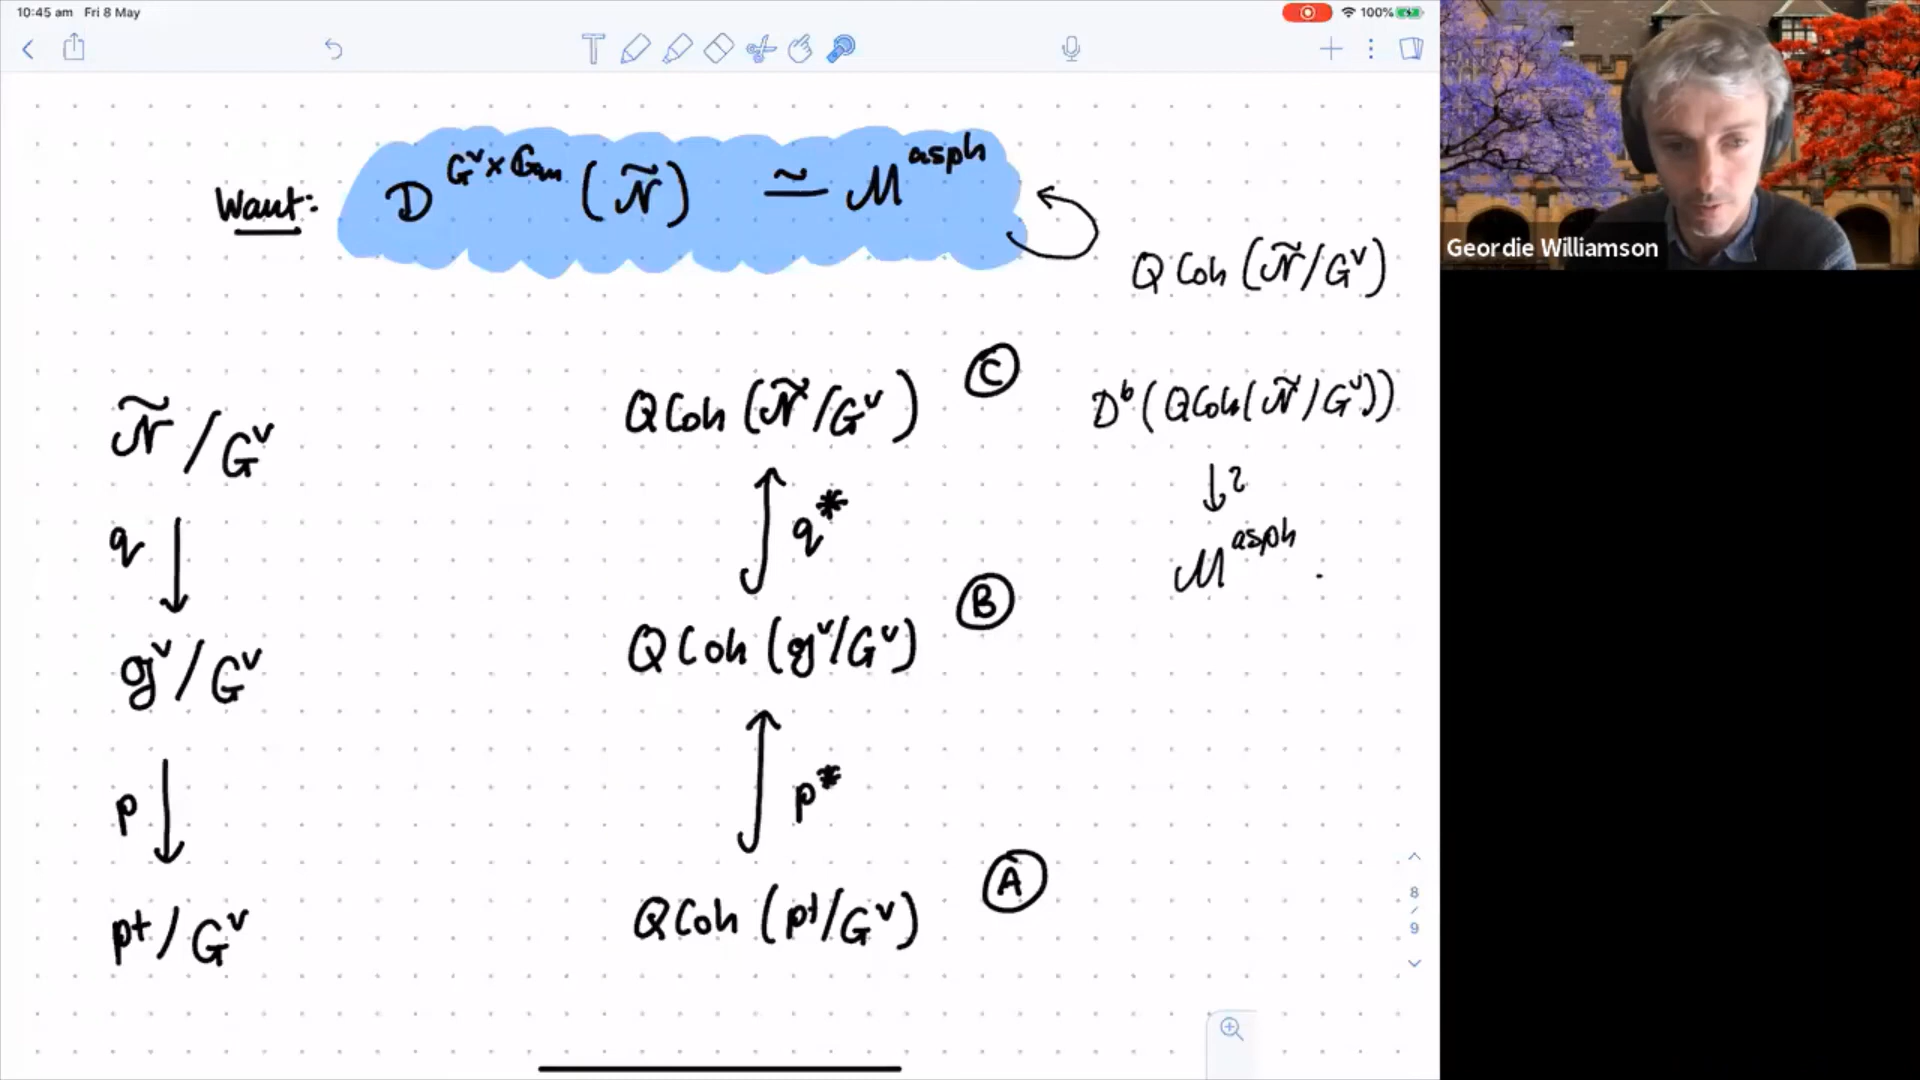 10:45 am Fri 8 May
100%
Want: D^{G^∨ × G_m} (Ñ) ≃ M^{asph}
QCoh (Ñ/G^∨)
Ñ / G^∨
QCoh (Ñ/G^∨)
C
D^b (QCoh(Ñ/G^∨))
q ↓
q*
↓?
M^{asph} .
g^∨ / G^∨
QCoh (g^∨/G^∨)
B
p ↓
p*
pt / G^∨
QCoh (pt/G^∨)
A
8
/
9
Geordie Williamson